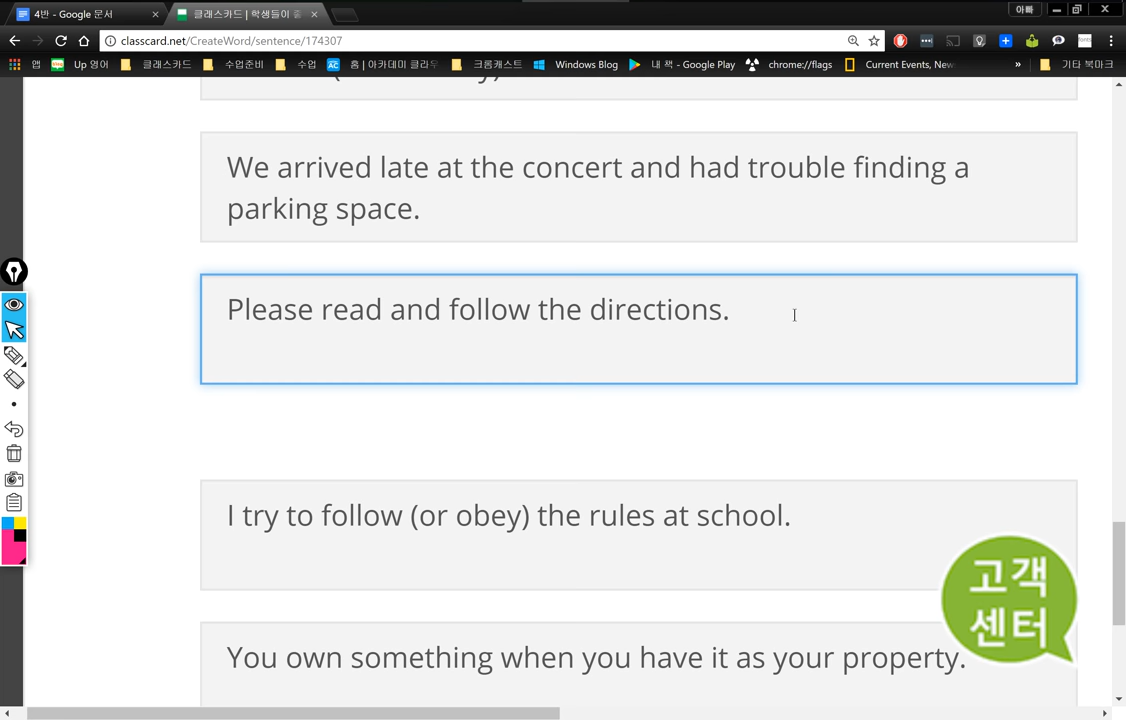 4반 - Google 문서
클래스카드 | 학생들이 좋
아빠
classcard.net/CreateWord/sentence/174307
앱 Up 영어 클래스카드 수업준비 수업 홈 | 아카데미 클라우 크롬캐스트 Windows Blog 내 책 - Google Play chrome://flags Current Events, New » 기타 북마크
We arrived late at the concert and had trouble finding a
parking space.
Please read and follow the directions.
I try to follow (or obey) the rules at school.
고객
센터
You own something when you have it as your property.